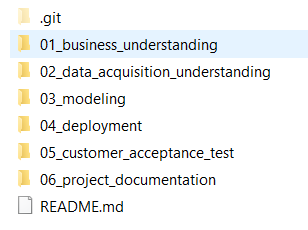 .git
01_business_understanding
02_data_acquisition_understanding
03_modeling
04_deployment
05_customer_acceptance_test
06_project_documentation
README.md